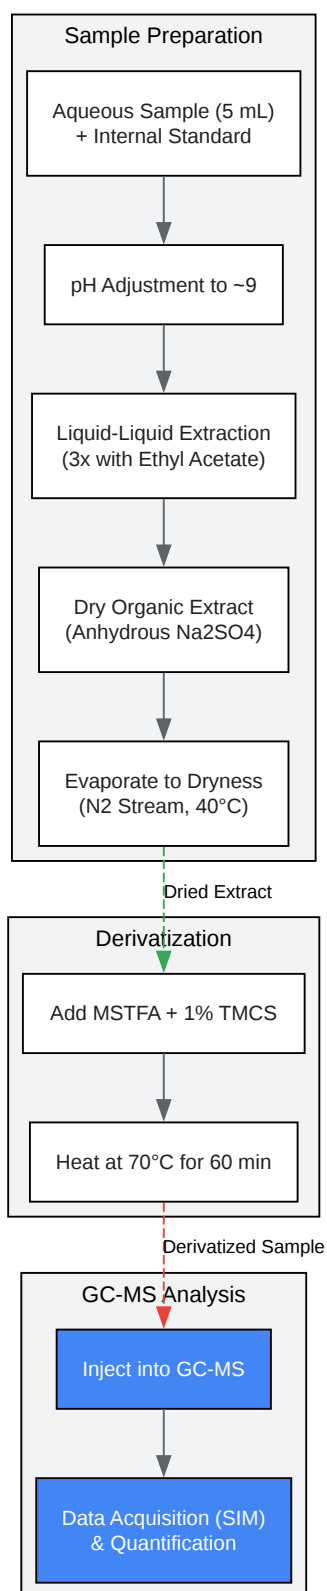 Sample Preparation
Aqueous Sample (5 mL)
+ Internal Standard
pH Adjustment to ~9
Liquid-Liquid Extraction
(3x with Ethyl Acetate)
Dry Organic Extract
(Anhydrous Na2SO4)
Evaporate to Dryness
(N2 Stream, 40°C)
Dried Extract
Derivatization
Add MSTFA + 1% TMCS
Heat at 70°C for 60 min
Derivatized Sample
GC-MS Analysis
Inject into GC-MS
Data Acquisition (SIM)
& Quantification